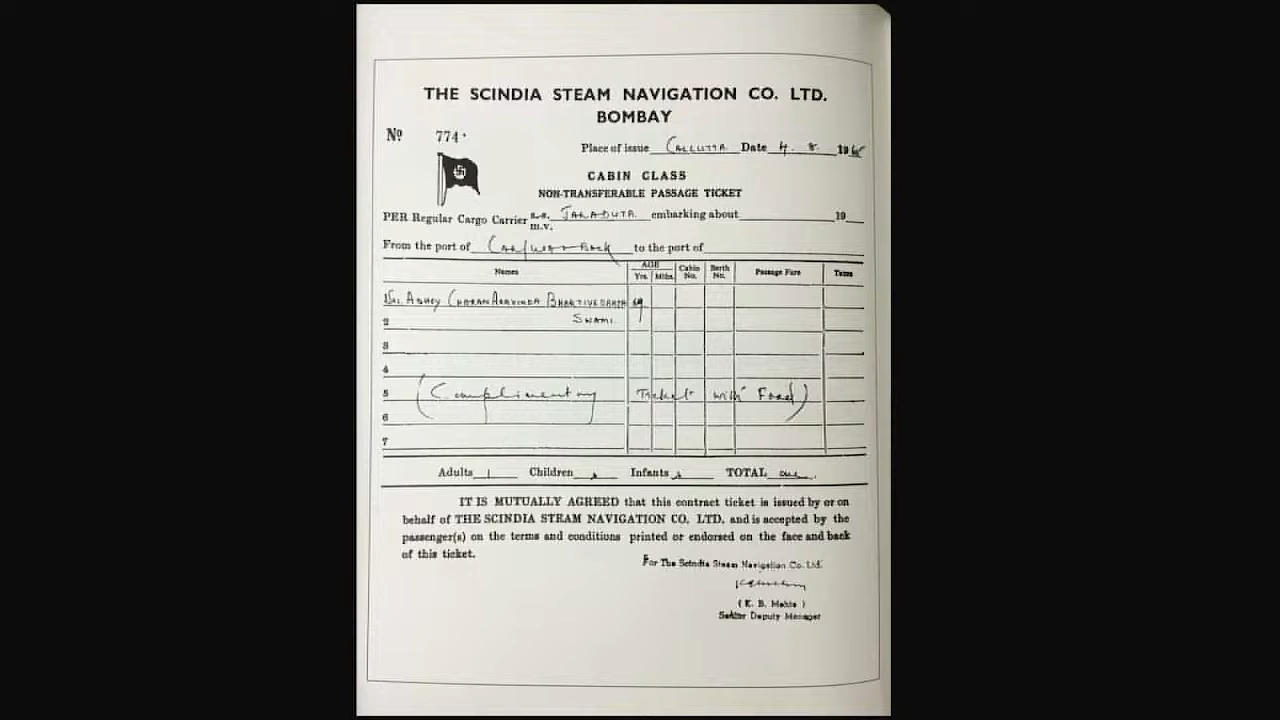 THE SCINDIA STEAM NAVIGATION CO. LTD.
BOMBAY
No 774
Place of issue CALCUTTA Date 4. 8. 1965
CABIN CLASS
NON-TRANSFERABLE PASSAGE TICKET
PER Regular Cargo Carrier s.s. m.v. JALADUTA embarking about 19
From the port of to the port of
Names AGE Yrs. Mths. Cabin No. Berth No. Passage Fare Taxes
ABHOY CHARAN ARAVINDA BHAKTIVEDANTA 69
2 SWAMI
3
4
5 (Complimentary Ticket with Food)
6
7
Adults 1 Children Infants TOTAL one.
IT IS MUTUALLY AGREED that this contract ticket is issued by or on
behalf of THE SCINDIA STEAM NAVIGATION CO. LTD. and is accepted by the
passenger(s) on the terms and conditions printed or endorsed on the face and back
of this ticket.
For The Scindia Steam Navigation Co. Ltd.
( K. B. Mehta )
Senior Deputy Manager